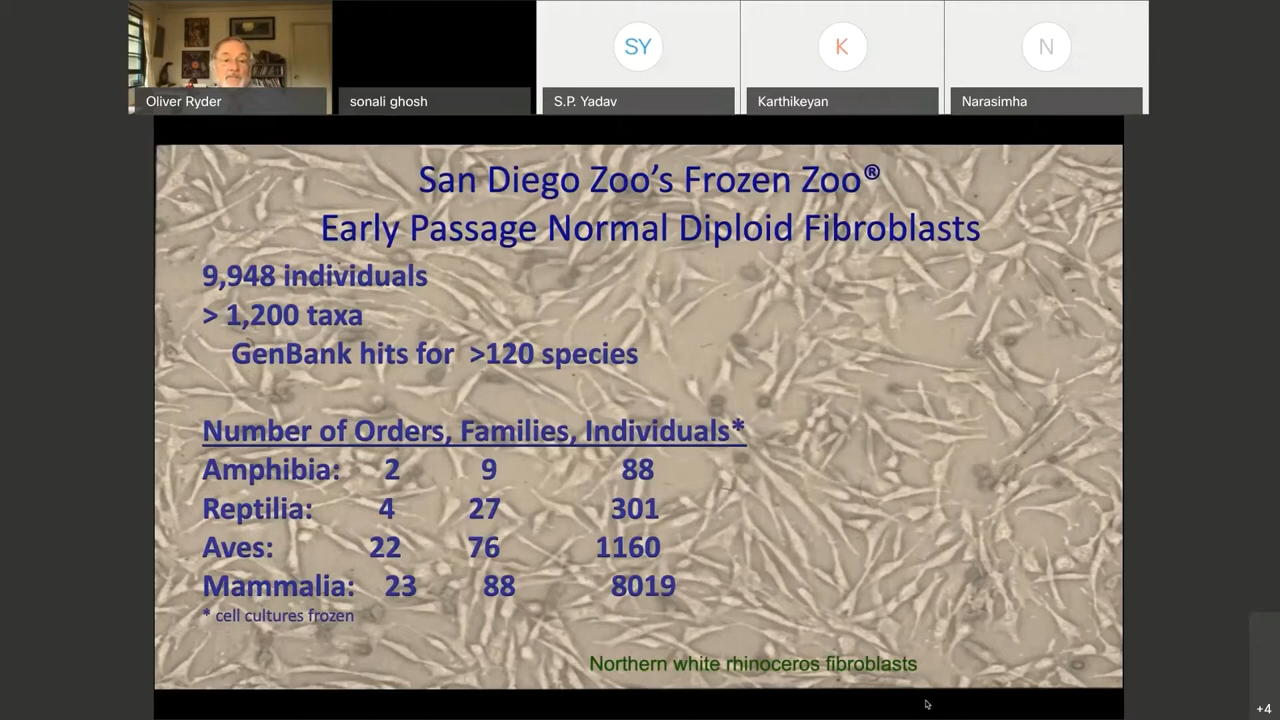 SY
K
N
Oliver Ryder
sonali ghosh
S.P. Yadav
Karthikeyan
Narasimha
San Diego Zoo’s Frozen Zoo®
Early Passage Normal Diploid Fibroblasts
9,948 individuals
> 1,200 taxa
GenBank hits for >120 species
Number of Orders, Families, Individuals*
Amphibia: 2 9 88
Reptilia: 4 27 301
Aves: 22 76 1160
Mammalia: 23 88 8019
* cell cultures frozen
Northern white rhinoceros fibroblasts
+4